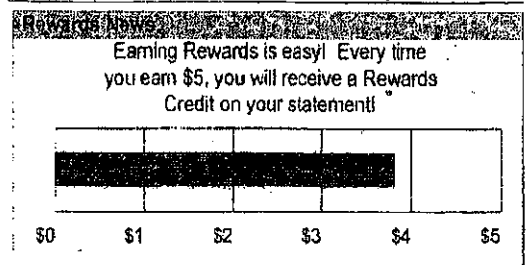 Rewards News
Earning Rewards is easy! Every time
you earn $5, you will receive a Rewards
Credit on your statement!
$0 $1 $2 $3 $4 $5